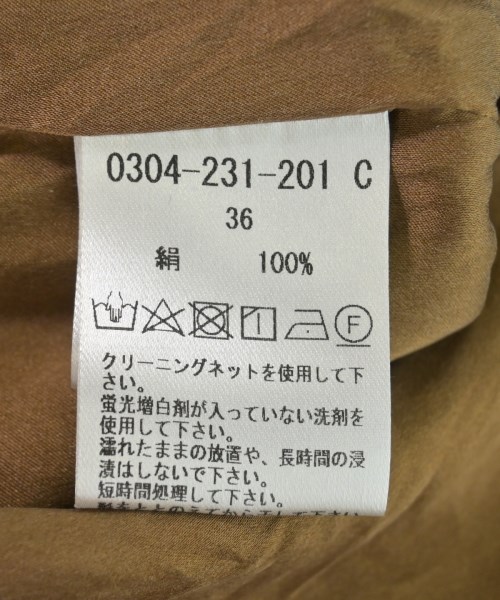 0304-231-201 C
36
絹 100%
F
クリーニングネットを使用して下
さい。
蛍光増白剤が入っていない洗剤を
使用して下さい。
濡れたままの放置や、長時間の浸
漬はしないで下さい。
短時間処理して下さい。